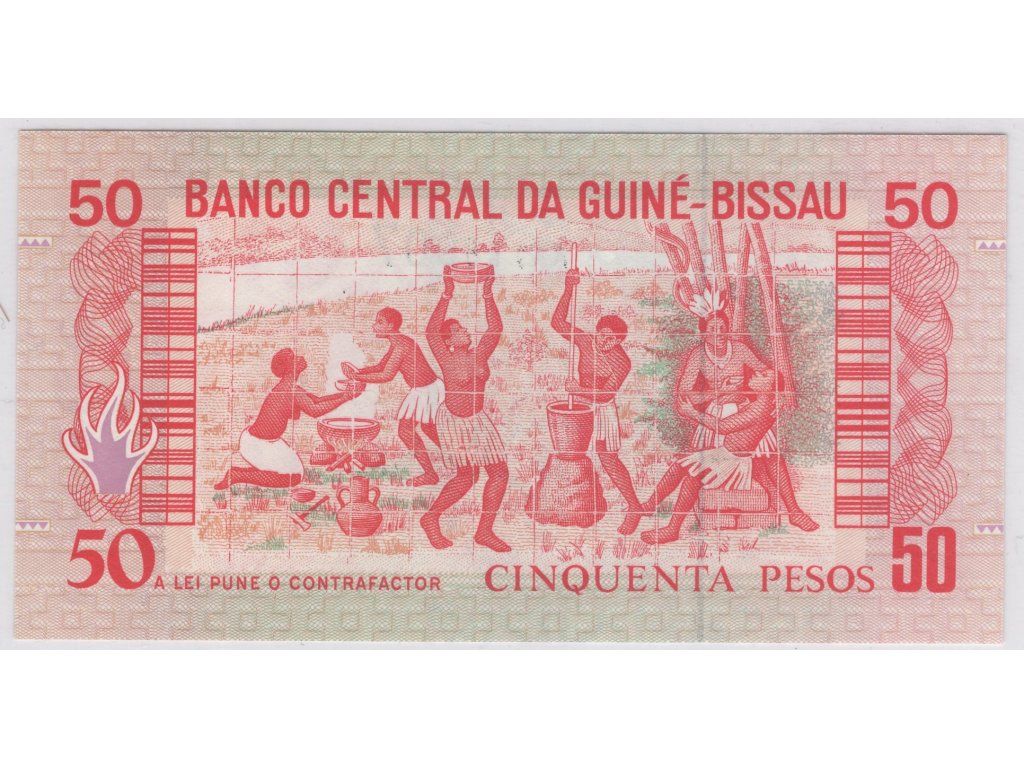 50 BANCO CENTRAL DA GUINÉ-BISSAU 50
50 A LEI PUNE O CONTRAFACTOR CINQUENTA PESOS 50